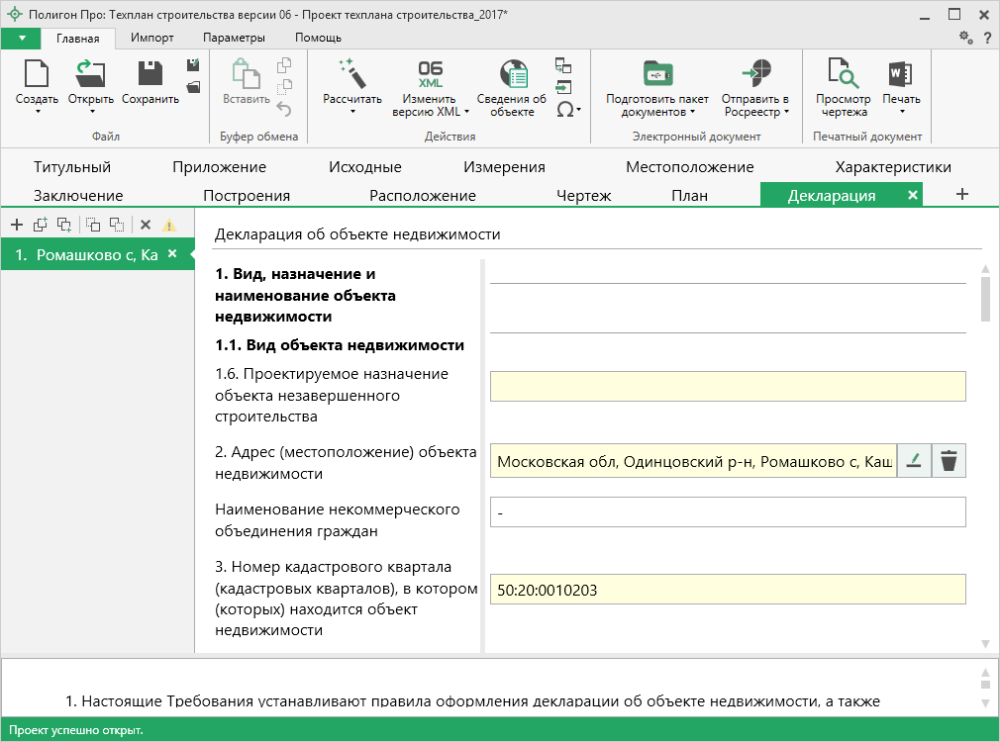 Полигон Про: Техплан строительства версии 06 - Проект техплана строительства_2017*
Главная Импорт Параметры Помощь ?
Создать Открыть Сохранить Вставить Рассчитать 06 XML Изменить версию XML Сведения об объекте Ω Подготовить пакет документов Отправить в Росреестр Просмотр чертежа W Печать
Файл Буфер обмена Действия Электронный документ Печатный документ
Титульный Приложение Исходные Измерения Местоположение Характеристики
Заключение Построения Расположение Чертеж План Декларация
1. Ромашково с, Ка
Декларация об объекте недвижимости
1. Вид, назначение и
наименование объекта
недвижимости
1.1. Вид объекта недвижимости
1.6. Проектируемое назначение
объекта незавершенного
строительства
2. Адрес (местоположение) объекта
недвижимости
Московская обл, Одинцовский р-н, Ромашково с, Каш
Наименование некоммерческого
объединения граждан
-
3. Номер кадастрового квартала
(кадастровых кварталов), в котором
(которых) находится объект
недвижимости
50:20:0010203
1. Настоящие Требования устанавливают правила оформления декларации об объекте недвижимости, а также
Проект успешно открыт.